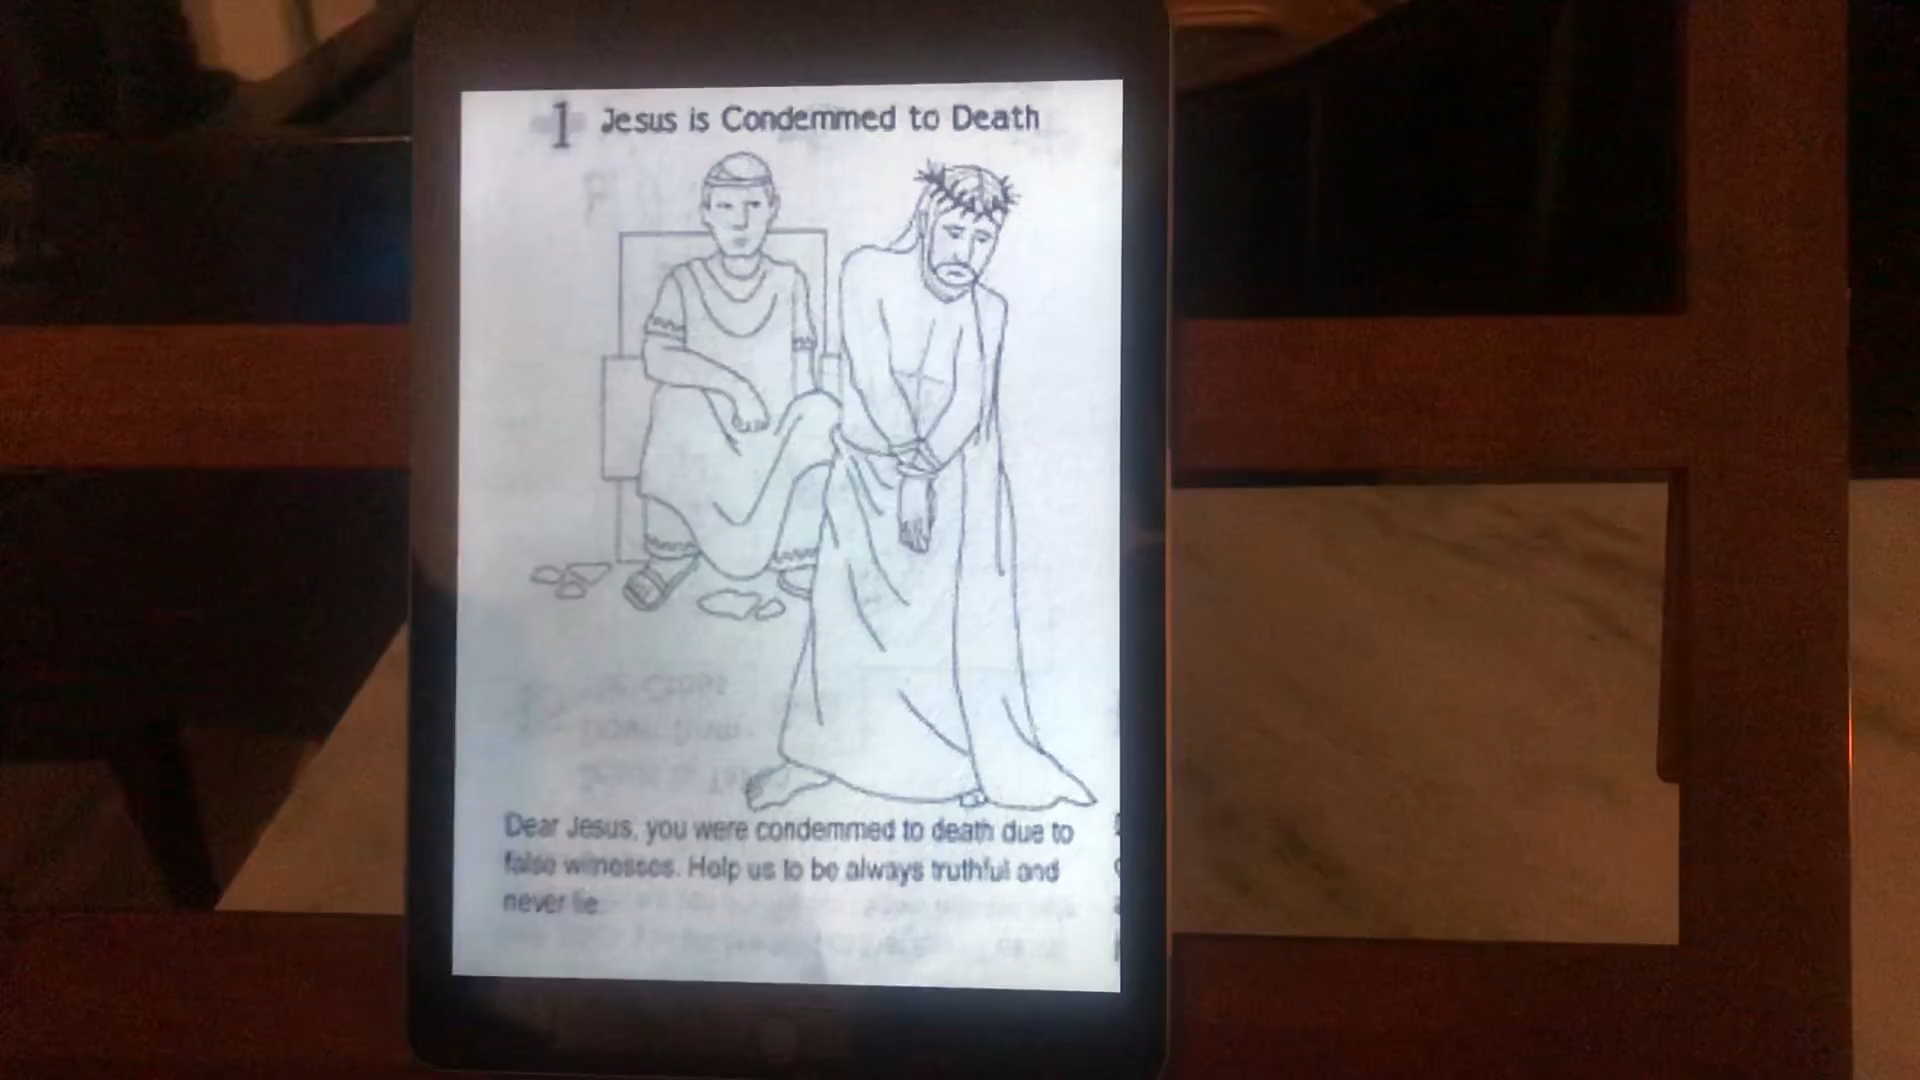 1 Jesus is Condemmed to Death
Dear Jesus, you were condemmed to death due to
false witnesses. Help us to be always truthful and
never lie.